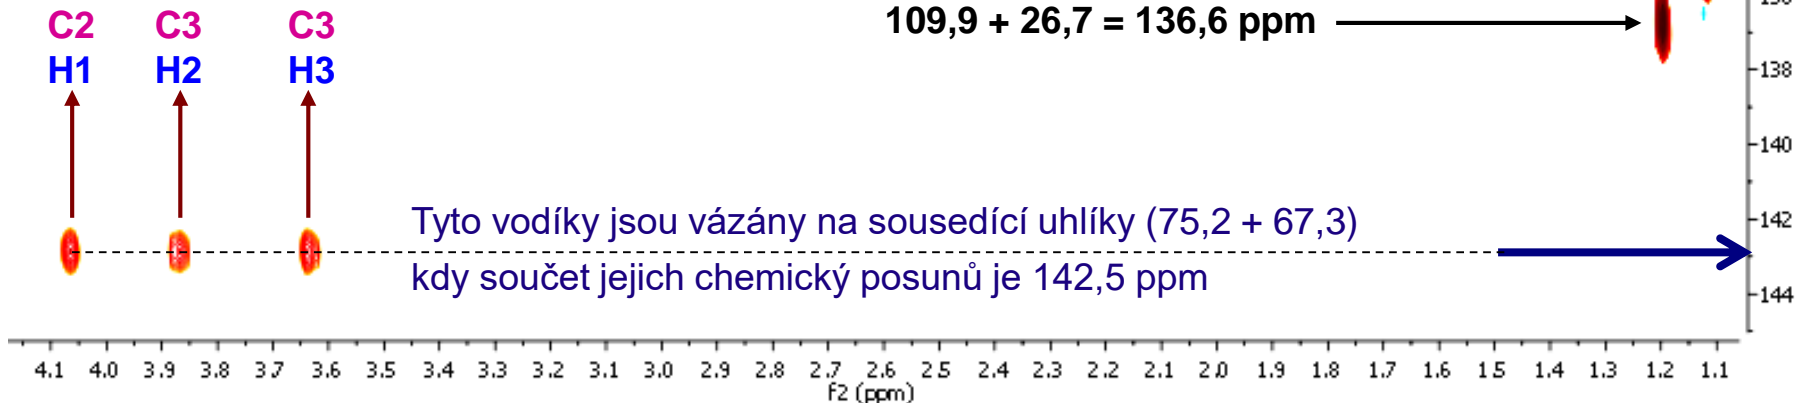 C2 C3 C3
H1 H2 H3
109,9 + 26,7 = 136,6 ppm
138
140
142
144
Tyto vodíky jsou vázány na sousedící uhlíky (75,2 + 67,3)
kdy součet jejich chemický posunů je 142,5 ppm
4.1 4.0 3.9 3.8 3.7 3.6 3.5 3.4 3.3 3.2 3.1 3.0 2.9 2.8 2.7 2.6 2.5 2.4 2.3 2.2 2.1 2.0 1.9 1.8 1.7 1.6 1.5 1.4 1.3 1.2 1.1
f2 (ppm)